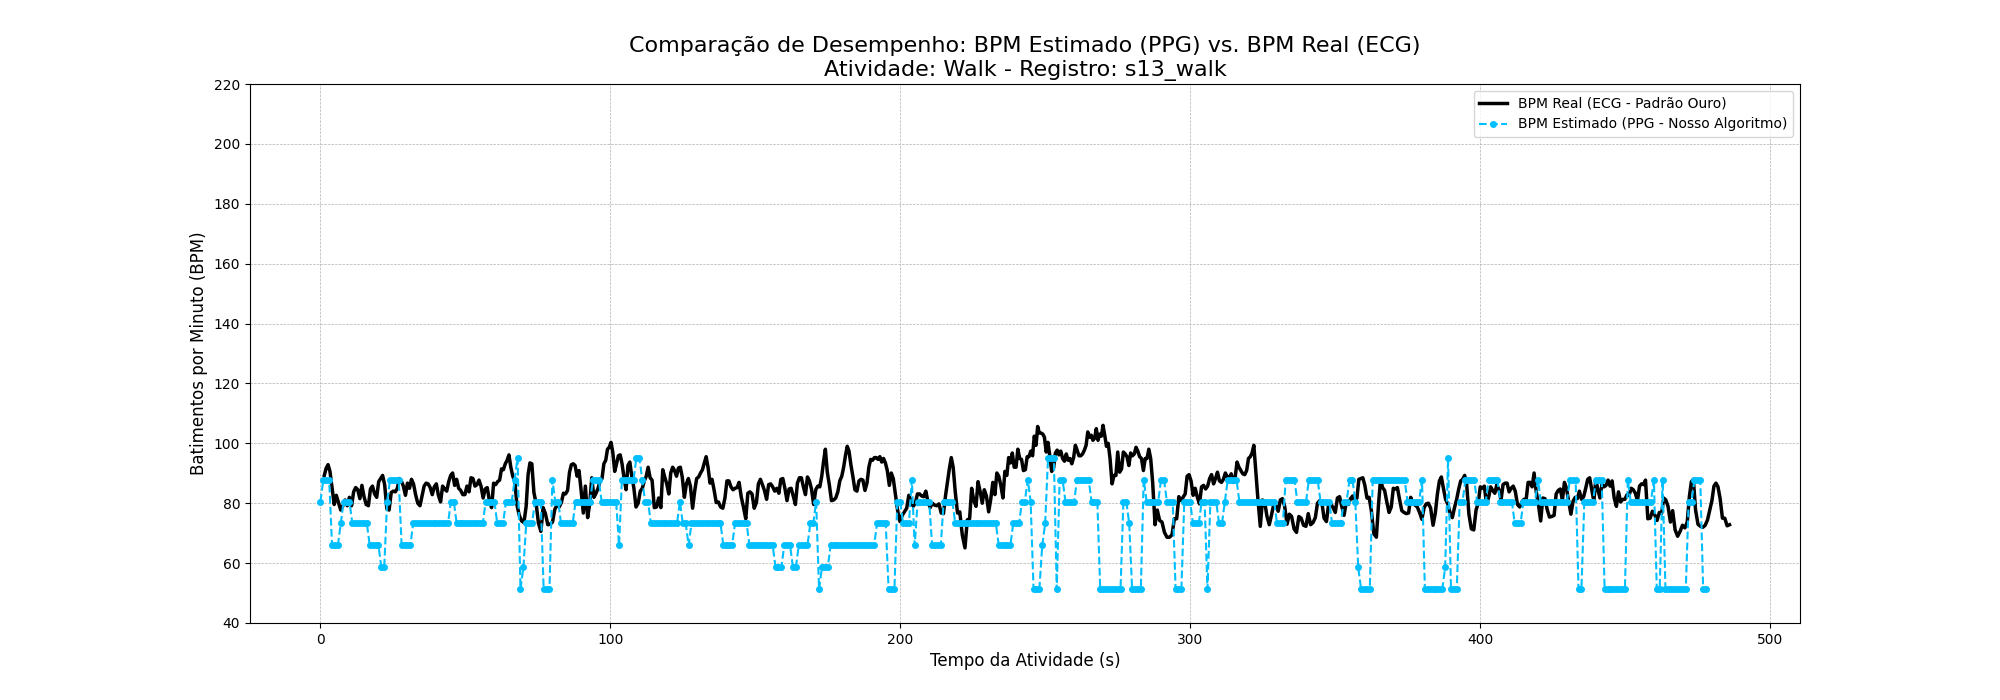 Comparação de Desempenho: BPM Estimado (PPG) vs. BPM Real (ECG)
Atividade: Walk - Registro: s13_walk
BPM Real (ECG - Padrão Ouro)
BPM Estimado (PPG - Nosso Algoritmo)
Batimentos por Minuto (BPM)
220
200
180
160
140
120
100
80
60
40
0 100 200 300 400 500
Tempo da Atividade (s)